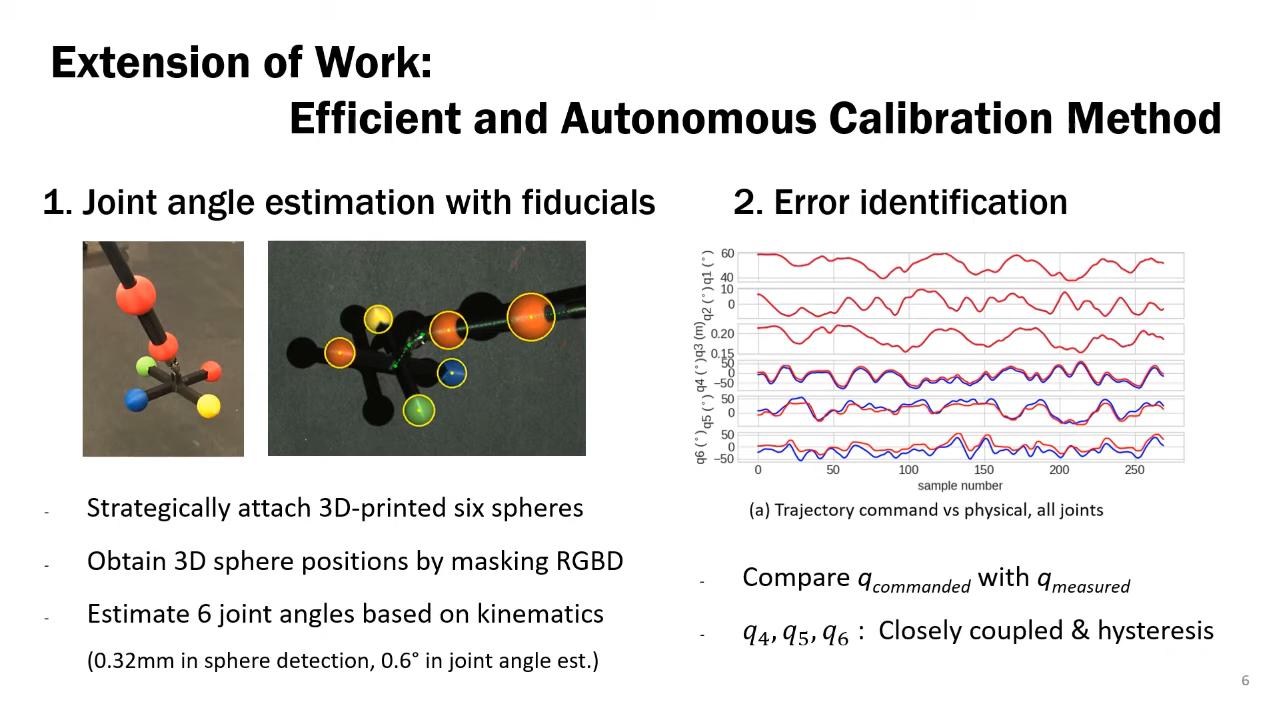 Extension of Work:
Efficient and Autonomous Calibration Method
1. Joint angle estimation with fiducials
2. Error identification
60
40
q1 (°)
10
0
q2 (°)
0.20
0.15
q3 (m)
50
0
−50
q4 (°)
50
0
q5 (°)
50
0
−50
q6 (°)
0 50 100 150 200 250
sample number
(a) Trajectory command vs physical, all joints
- Strategically attach 3D-printed six spheres
- Obtain 3D sphere positions by masking RGBD
- Estimate 6 joint angles based on kinematics
(0.32mm in sphere detection, 0.6° in joint angle est.)
- Compare qcommanded with qmeasured
- q4, q5, q6 : Closely coupled & hysteresis
6